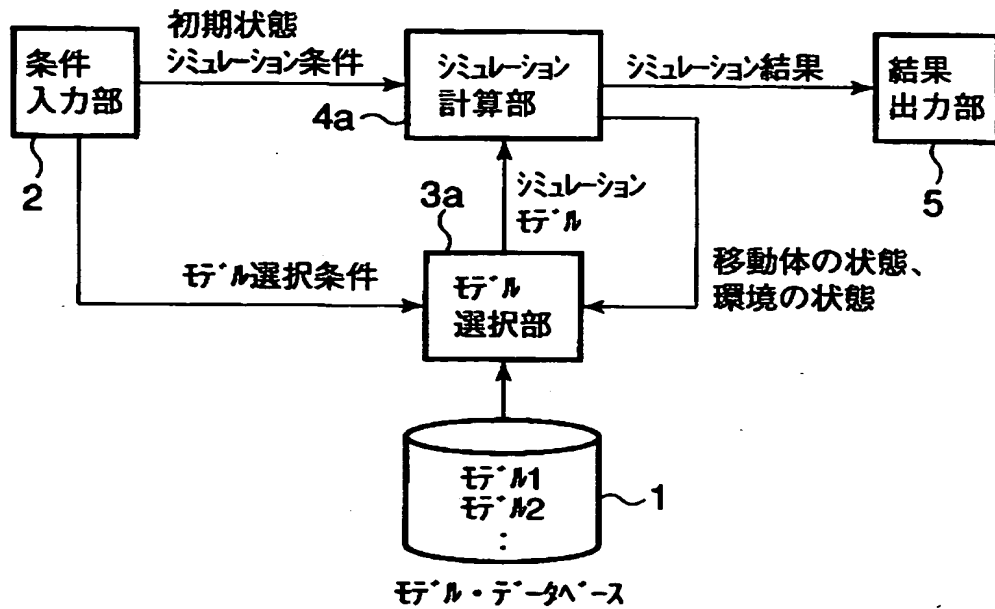 条件
入力部
2
初期状態
シミュレーション条件
シミュレーション
計算部
4a
シミュレーション結果
結果
出力部
5
シミュレーション
モデル
3a
モデル選択条件
モデル
選択部
移動体の状態、
環境の状態
モデル1
モデル2
:
1
モデル・データベース